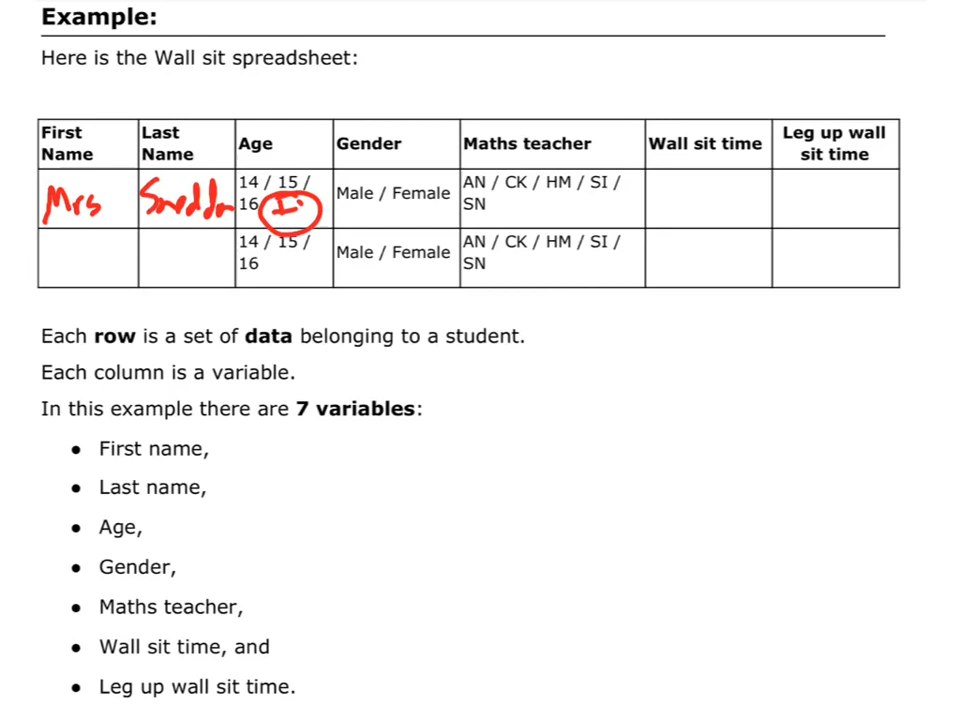 Example:
Here is the Wall sit spreadsheet:
First Name Last Name Age Gender Maths teacher Wall sit time Leg up wall sit time
Mrs 14 / 15 / 16 Male / Female AN / CK / HM / SI / SN
14 / 15 / 16 Male / Female AN / CK / HM / SI / SN
Each row is a set of data belonging to a student.
Each column is a variable.
In this example there are 7 variables:
• First name,
• Last name,
• Age,
• Gender,
• Maths teacher,
• Wall sit time, and
• Leg up wall sit time.